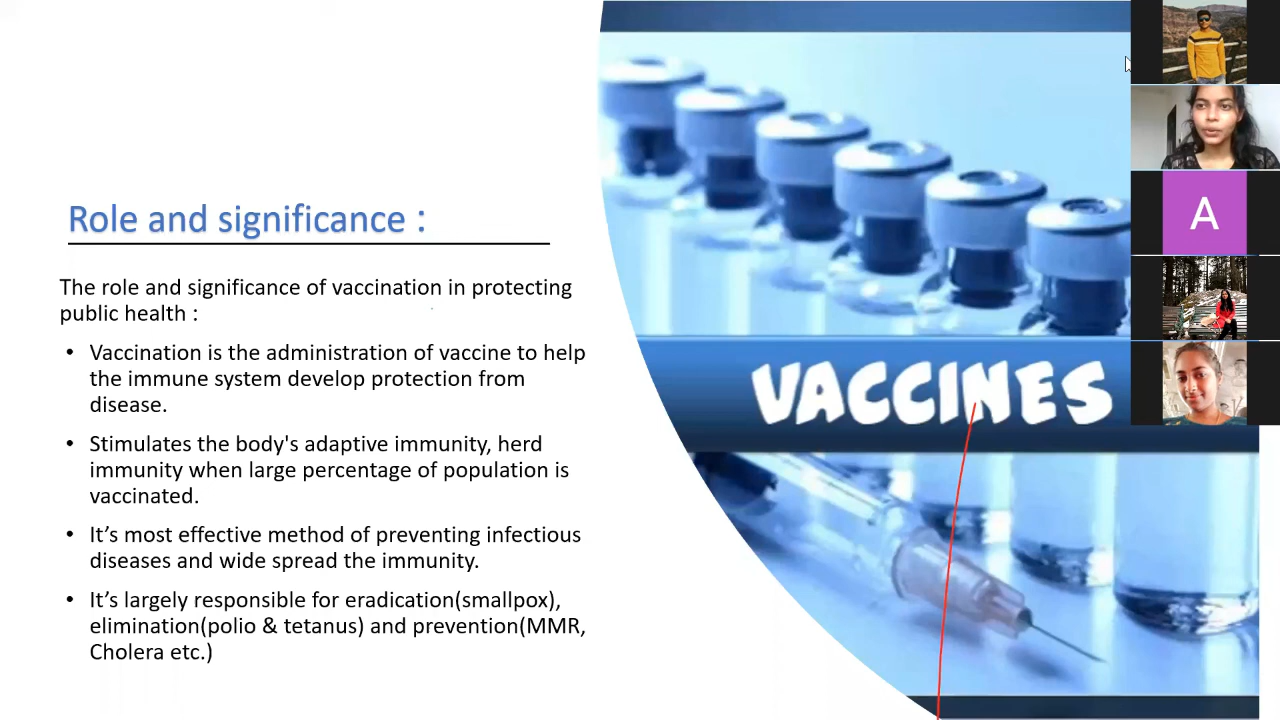 Role and significance :
The role and significance of vaccination in protecting
public health :
• Vaccination is the administration of vaccine to help
the immune system develop protection from
disease.
• Stimulates the body's adaptive immunity, herd
immunity when large percentage of population is
vaccinated.
• It’s most effective method of preventing infectious
diseases and wide spread the immunity.
• It’s largely responsible for eradication(smallpox),
elimination(polio & tetanus) and prevention(MMR,
Cholera etc.)
VACCINES
A